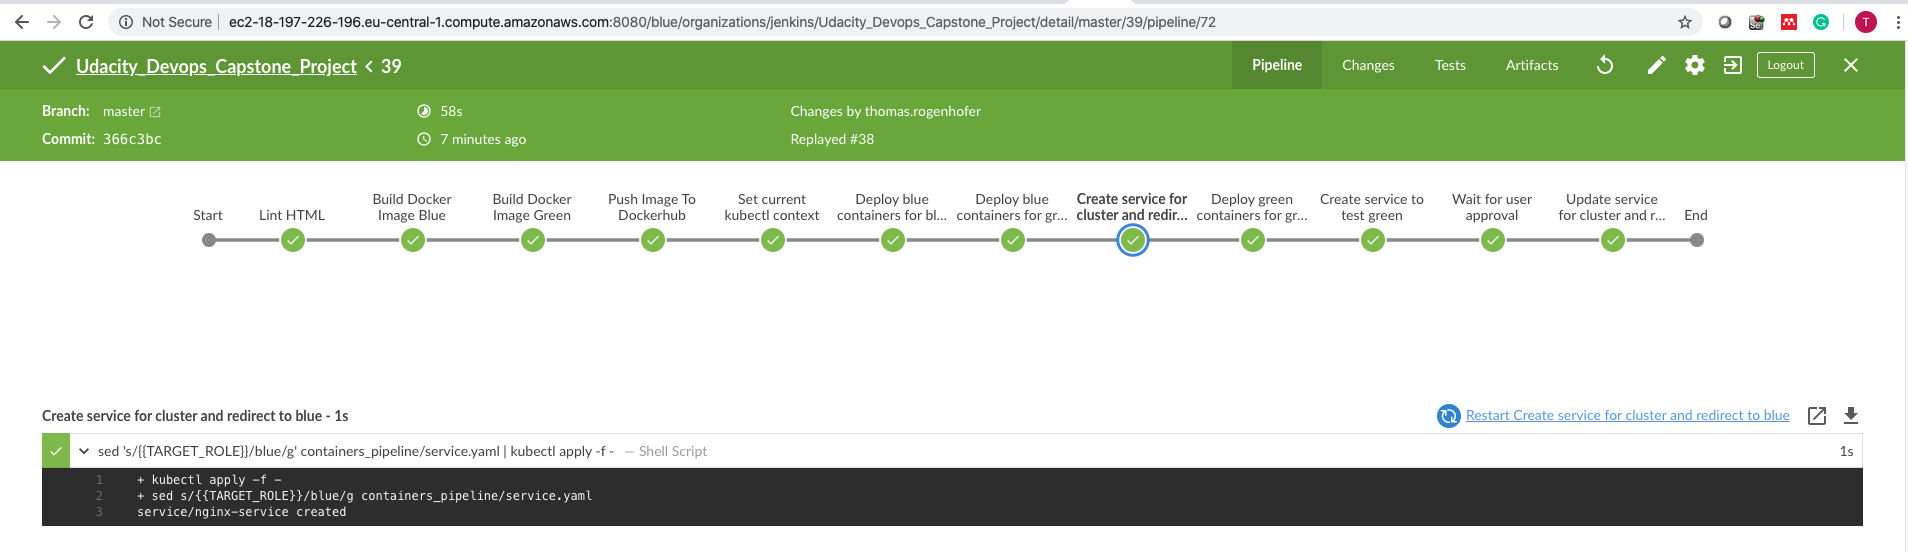 Not Secure | ec2-18-197-226-196.eu-central-1.compute.amazonaws.com:8080/blue/organizations/jenkins/Udacity_Devops_Capstone_Project/detail/master/39/pipeline/72
T
Udacity_Devops_Capstone_Project < 39
Pipeline Changes Tests Artifacts Logout
Branch: master 58s Changes by thomas.rogenhofer
Commit: 366c3bc 7 minutes ago Replayed #38
Start
Lint HTML
Build Docker
Image Blue
Build Docker
Image Green
Push Image To
Dockerhub
Set current
kubectl context
Deploy blue
containers for bl...
Deploy blue
containers for gr...
Create service for
cluster and redir...
Deploy green
containers for gr...
Create service to
test green
Wait for user
approval
Update service
for cluster and r...
End
Create service for cluster and redirect to blue - 1s
Restart Create service for cluster and redirect to blue
sed 's/{{TARGET_ROLE}}/blue/g' containers_pipeline/service.yaml | kubectl apply -f - — Shell Script 1s
1 + kubectl apply -f -
2 + sed s/{{TARGET_ROLE}}/blue/g containers_pipeline/service.yaml
3 service/nginx-service created